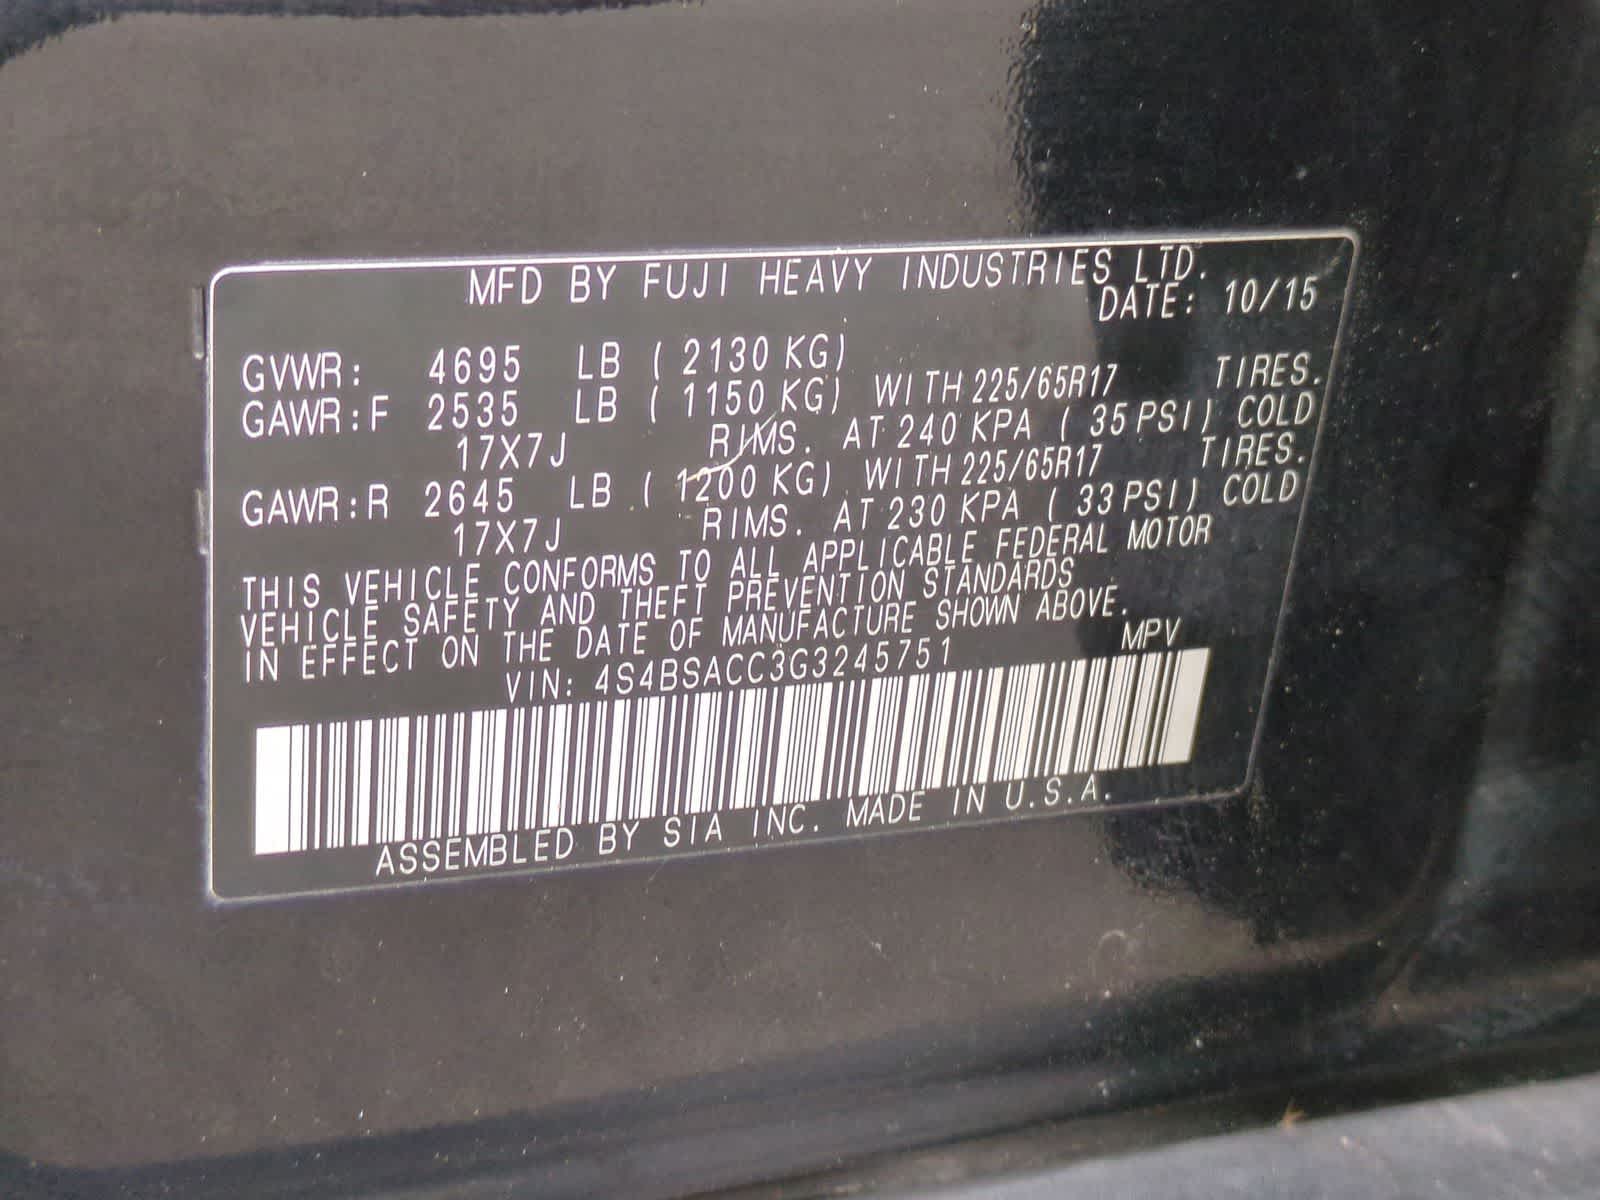 MFD BY FUJI HEAVY INDUSTRIES LTD.
DATE: 10/15
GVWR: 4695 LB ( 2130 KG)
GAWR:F 2535 LB ( 1150 KG) WITH 225/65R17 TIRES.
17X7J RIMS. AT 240 KPA ( 35 PSI) COLD
GAWR:R 2645 LB ( 1200 KG) WITH 225/65R17 TIRES.
17X7J RIMS. AT 230 KPA ( 33 PSI) COLD
THIS VEHICLE CONFORMS TO ALL APPLICABLE FEDERAL MOTOR
VEHICLE SAFETY AND THEFT PREVENTION STANDARDS
IN EFFECT ON THE DATE OF MANUFACTURE SHOWN ABOVE.
VIN: 4S4BSACC3G3245751 MPV
ASSEMBLED BY SIA INC. MADE IN U.S.A.